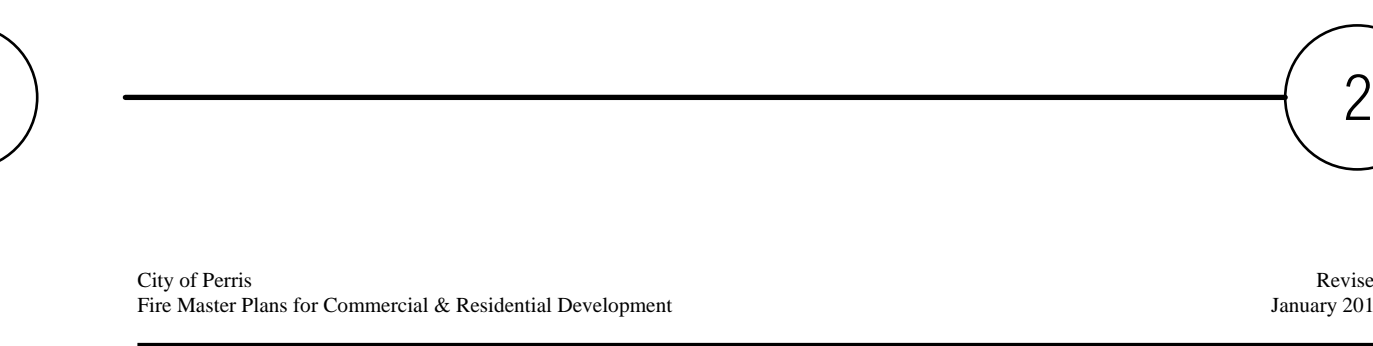 2
City of Perris
Revise
Fire Master Plans for Commercial & Residential Development
January 201